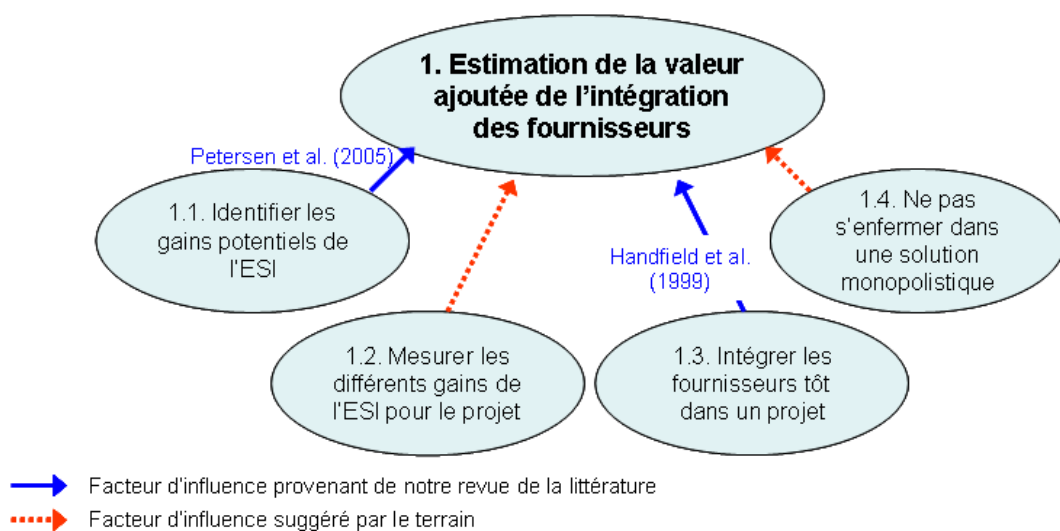 1. Estimation de la valeur
ajoutée de l'intégration
des fournisseurs
Petersen et al. (2005)
1.1. Identifier les
gains potentiels de
l'ESI
1.4. Ne pas
s'enfermer dans
une solution
monopolistique
Handfield et al.
(1999)
1.2. Mesurer les
différents gains de
l'ESI pour le projet
1.3. Intégrer les
fournisseurs tôt
dans un projet
Facteur d'influence provenant de notre revue de la littérature
Facteur d'influence suggéré par le terrain